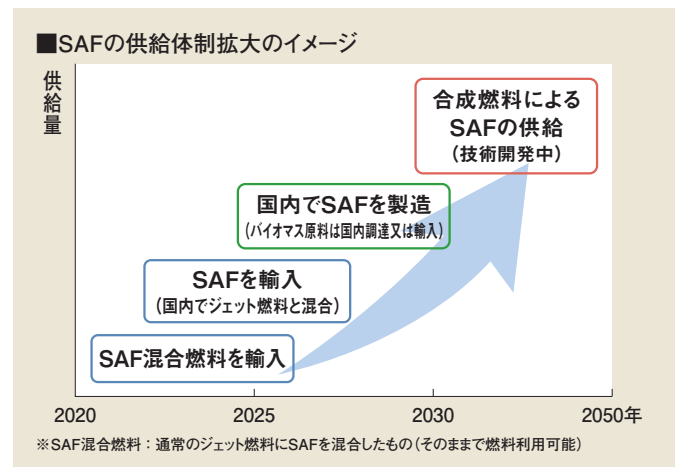 ■SAFの供給体制拡大のイメージ
供給量
合成燃料による
SAFの供給
(技術開発中)
国内でSAFを製造
(バイオマス原料は国内調達又は輸入)
SAFを輸入
(国内でジェット燃料と混合)
SAF混合燃料を輸入
2020 2025 2030 2050年
※SAF混合燃料：通常のジェット燃料にSAFを混合したもの(そのままで燃料利用可能)